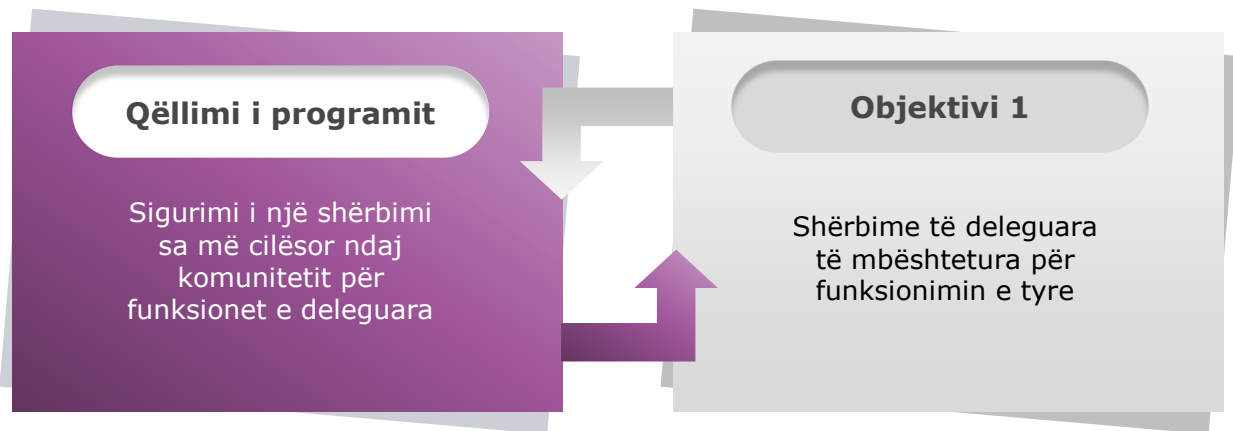 Qëllimi i programit
Sigurimi i një shërbimi
sa më cilësor ndaj
komunitetit për
funksionet e deleguara
Objektivi 1
Shërbime të deleguara
të mbështetura për
funksionimin e tyre